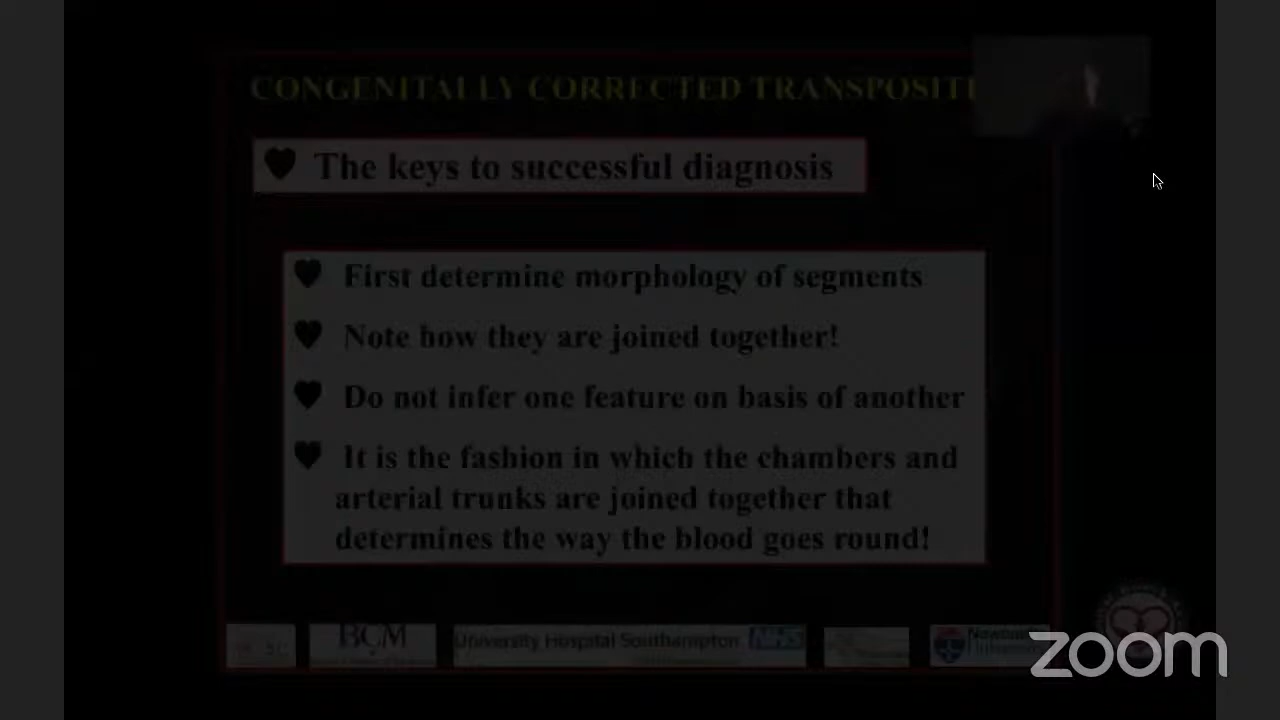 CONGENITALLY CORRECTED TRANSPOSITI
The keys to successful diagnosis
First determine morphology of segments
Note how they are joined together!
Do not infer one feature on basis of another
It is the fashion in which the chambers and
arterial trunks are joined together that
determines the way the blood goes round!
BCM
University Hospital Southampton NHS
zoom